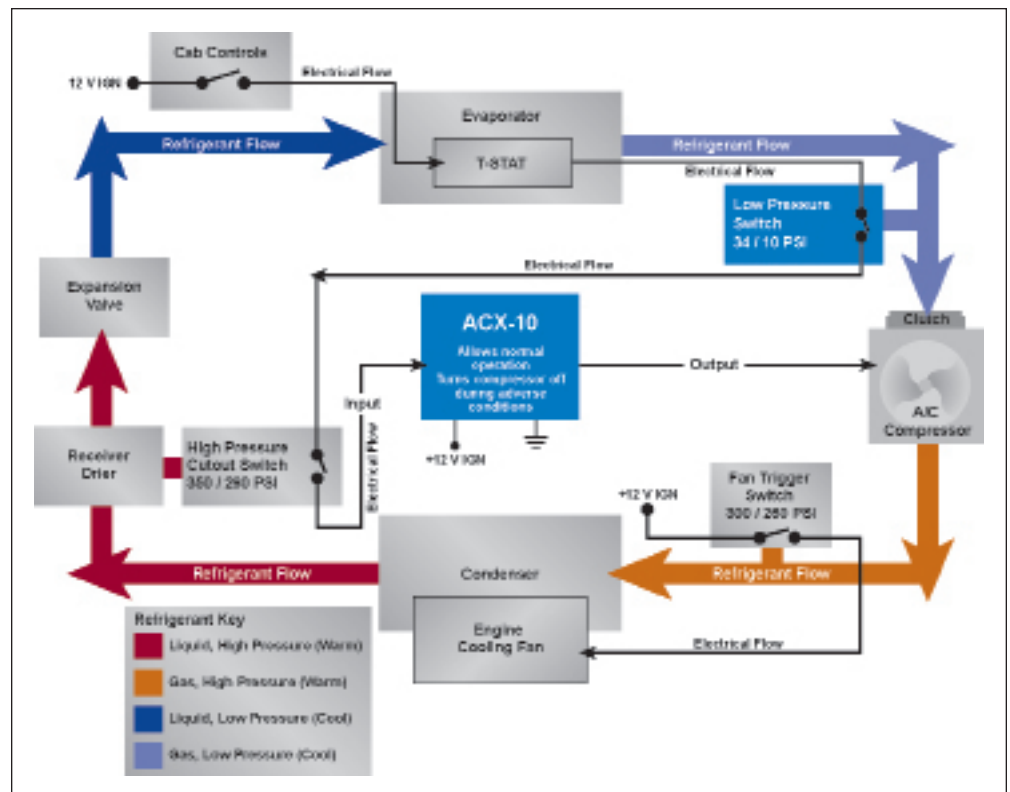 Cab Controls
12 V IGN
Electrical Flow
Evaporator
Refrigerant Flow
T-STAT
Refrigerant Flow
Electrical Flow
Low Pressure
Switch
34 / 10 PSI
Electrical Flow
Expansion
Valve
ACX-10
Allows normal
operation
Turns compressor off
during adverse
conditions
Clutch
Output
Input
A/C
Compressor
Receiver
Drier
High Pressure
Cutout Switch
350 / 260 PSI
Electrical Flow
+12 V IGN
+12 V IGN
Fan Trigger
Switch
300 / 260 PSI
Refrigerant Flow
Condenser
Refrigerant Flow
Engine
Cooling Fan
Electrical Flow
Refrigerant Key
Liquid, High Pressure (Warm)
Gas, High Pressure (Warm)
Liquid, Low Pressure (Cool)
Gas, Low Pressure (Cool)